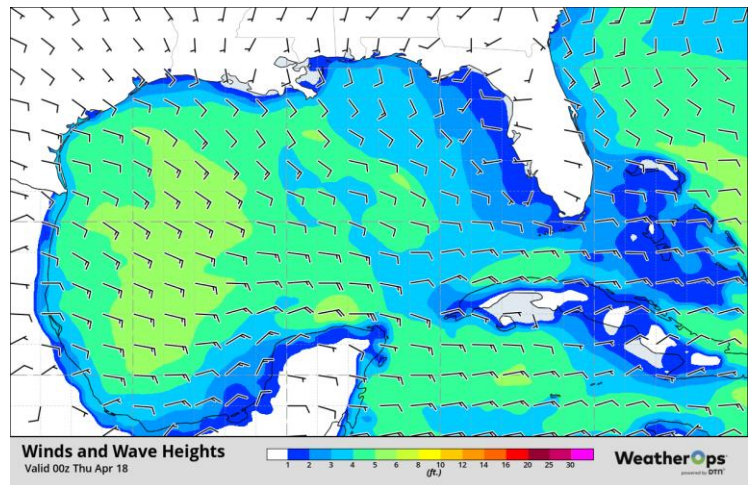 Winds and Wave Heights
Valid 00z Thu Apr 18
1 2 3 4 5 6 8 10 12 14 16 20 25 30
(ft.)
WeatherOps
powered by DTN